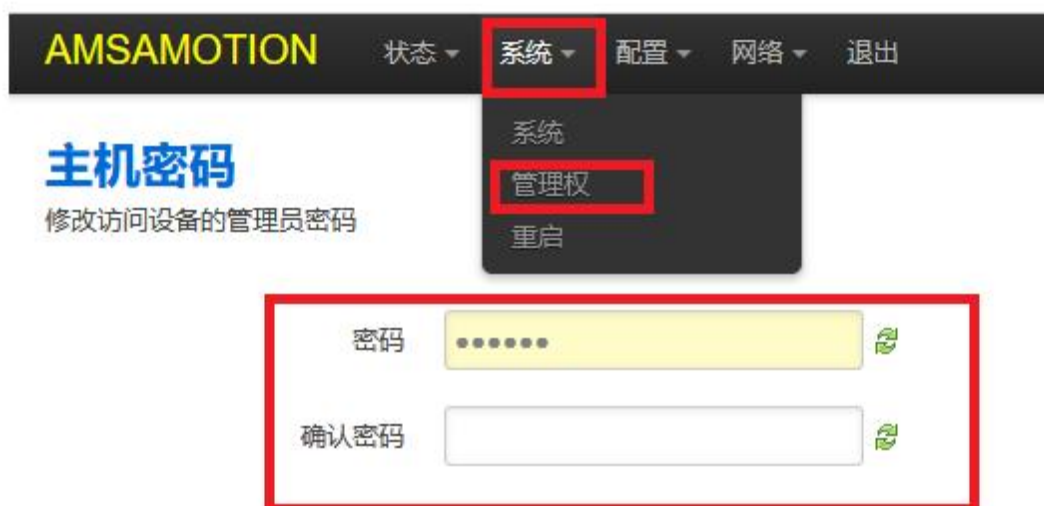 AMSAMOTION 状态 系统 配置 网络 退出
系统
管理权
重启
主机密码
修改访问设备的管理员密码
密码 ••••••
确认密码